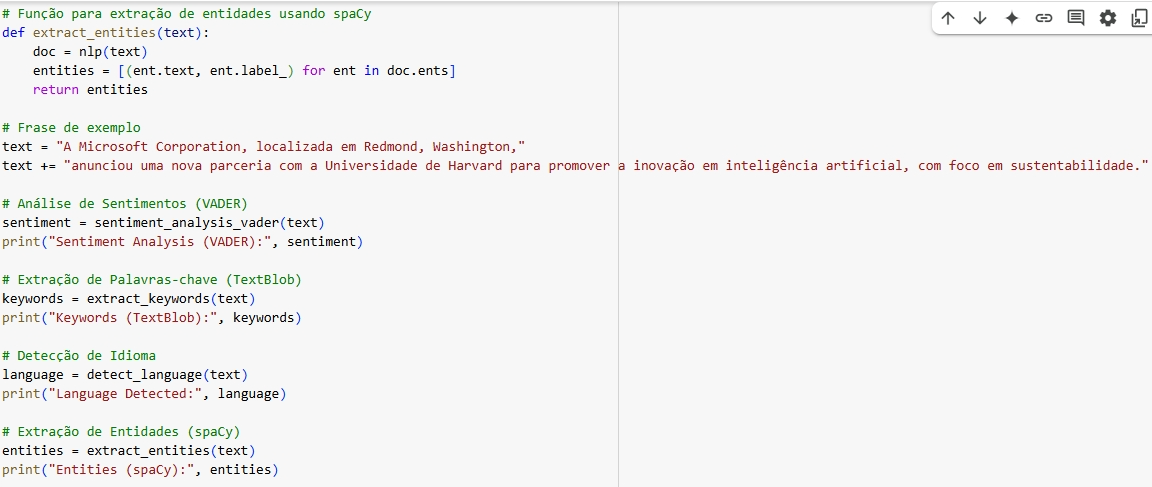 # Função para extração de entidades usando spaCy
def extract_entities(text):
    doc = nlp(text)
    entities = [(ent.text, ent.label_) for ent in doc.ents]
    return entities

# Frase de exemplo
text = "A Microsoft Corporation, localizada em Redmond, Washington,"
text += "anunciou uma nova parceria com a Universidade de Harvard para promover a inovação em inteligência artificial, com foco em sustentabilidade."

# Análise de Sentimentos (VADER)
sentiment = sentiment_analysis_vader(text)
print("Sentiment Analysis (VADER):", sentiment)

# Extração de Palavras-chave (TextBlob)
keywords = extract_keywords(text)
print("Keywords (TextBlob):", keywords)

# Detecção de Idioma
language = detect_language(text)
print("Language Detected:", language)

# Extração de Entidades (spaCy)
entities = extract_entities(text)
print("Entities (spaCy):", entities)